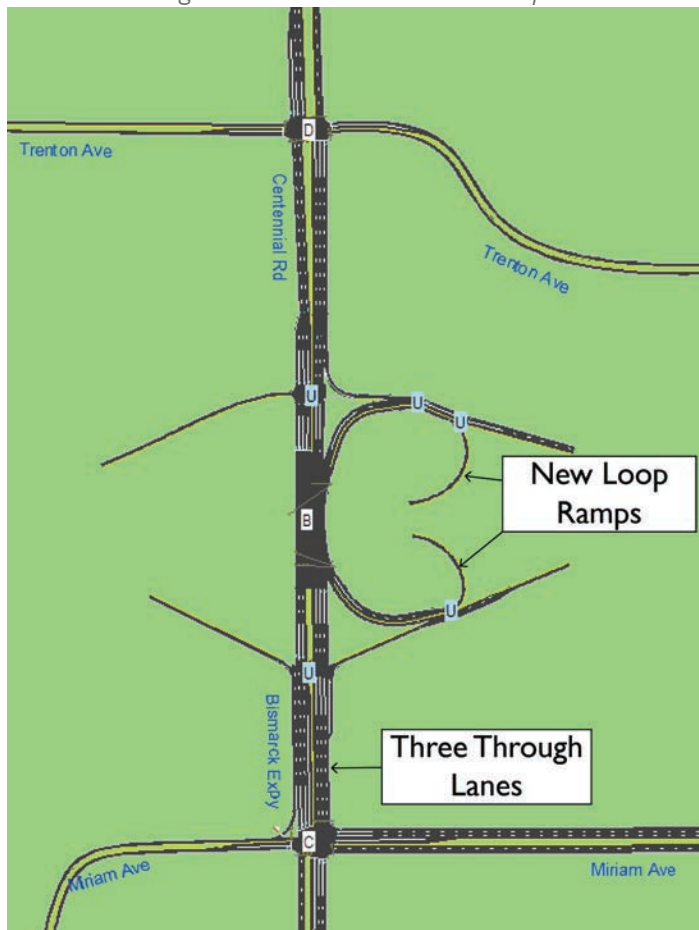 D
Trenton Ave
Centennial Rd
Trenton Ave
U
U
U
New Loop
Ramps
B
U
U
Bismarck Expy
Three Through
Lanes
C
Miriam Ave
Miriam Ave